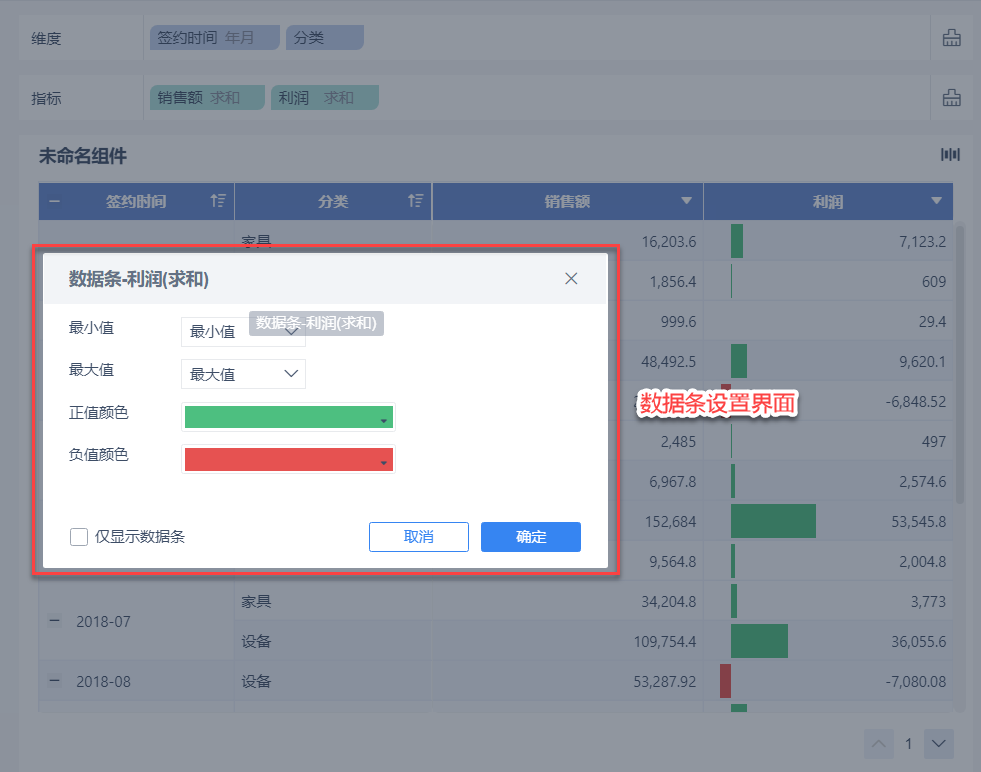 维度 签约时间 年月 分类
指标 销售额 求和 利润 求和
未命名组件
签约时间 分类 销售额 利润
家具 16,203.6 7,123.2
1,856.4 609
999.6 29.4
48,492.5 9,620.1
-6,848.52
2,485 497
6,967.8 2,574.6
152,684 53,545.8
9,564.8 2,004.8
数据条-利润(求和)
最小值 最小值
数据条-利润(求和)
最大值 最大值
正值颜色
负值颜色
仅显示数据条 取消 确定
数据条设置界面
2018-07 家具 34,204.8 3,773
设备 109,754.4 36,055.6
2018-08 设备 53,287.92 -7,080.08
1